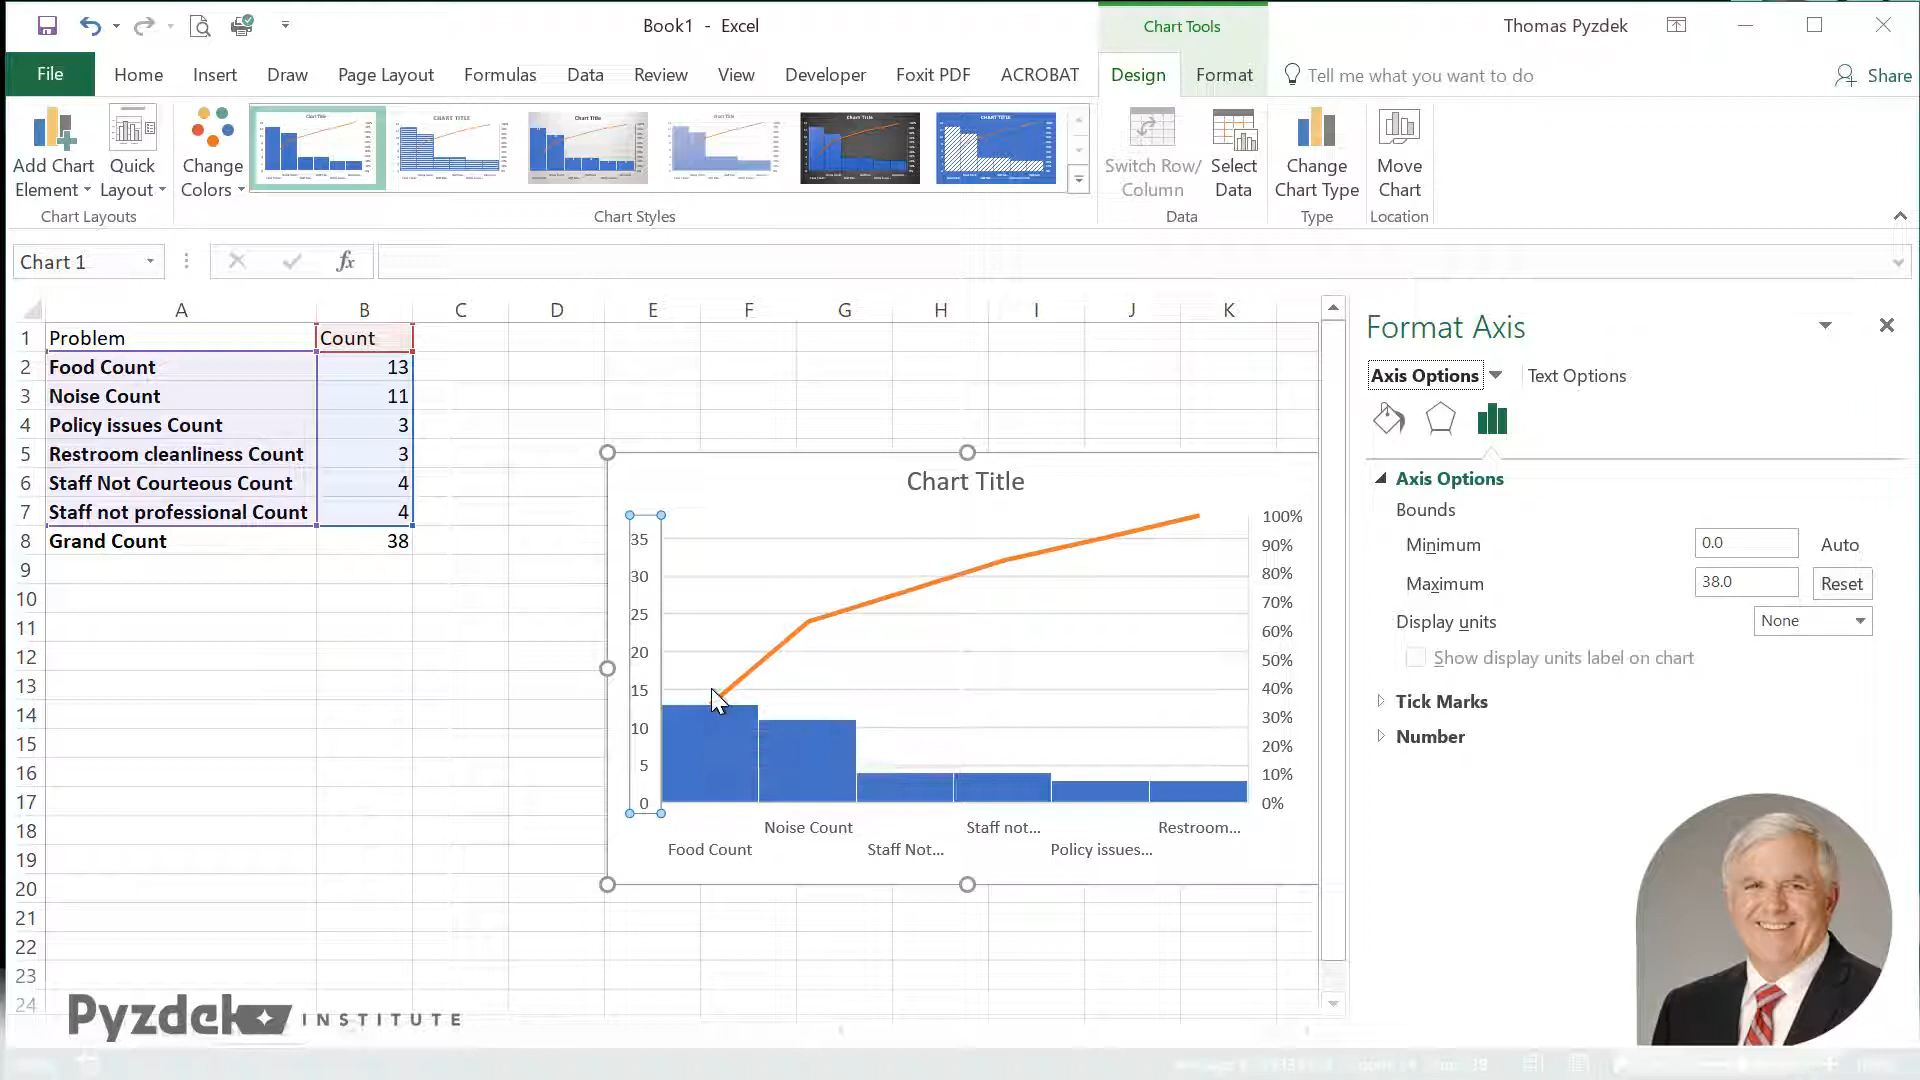 Book1 - Excel
Chart Tools
Thomas Pyzdek
File
Home
Insert
Draw
Page Layout
Formulas
Data
Review
View
Developer
Foxit PDF
ACROBAT
Design
Format
Tell me what you want to do
Share
Add Chart
Element
Quick
Layout
Change
Colors
Switch Row/
Column
Select
Data
Change
Chart Type
Move
Chart
Chart Layouts
Chart Styles
Data
Type
Location
Chart 1
fx
A B C D E F G H I J K
1 Problem Count
2 Food Count 13
3 Noise Count 11
4 Policy issues Count 3
5 Restroom cleanliness Count 3
6 Staff Not Courteous Count 4
7 Staff not professional Count 4
8 Grand Count 38
9
10
11
12
13
14
15
16
17
18
19
20
21
22
23
24
Chart Title
35
30
25
20
15
10
5
0
100%
90%
80%
70%
60%
50%
40%
30%
20%
10%
0%
Noise Count Staff not... Restroom...
Food Count Staff Not... Policy issues...
Format Axis
Axis Options
Text Options
Axis Options
Bounds
Minimum 0.0 Auto
Maximum 38.0 Reset
Display units None
Show display units label on chart
Tick Marks
Number
Pyzdek INSTITUTE